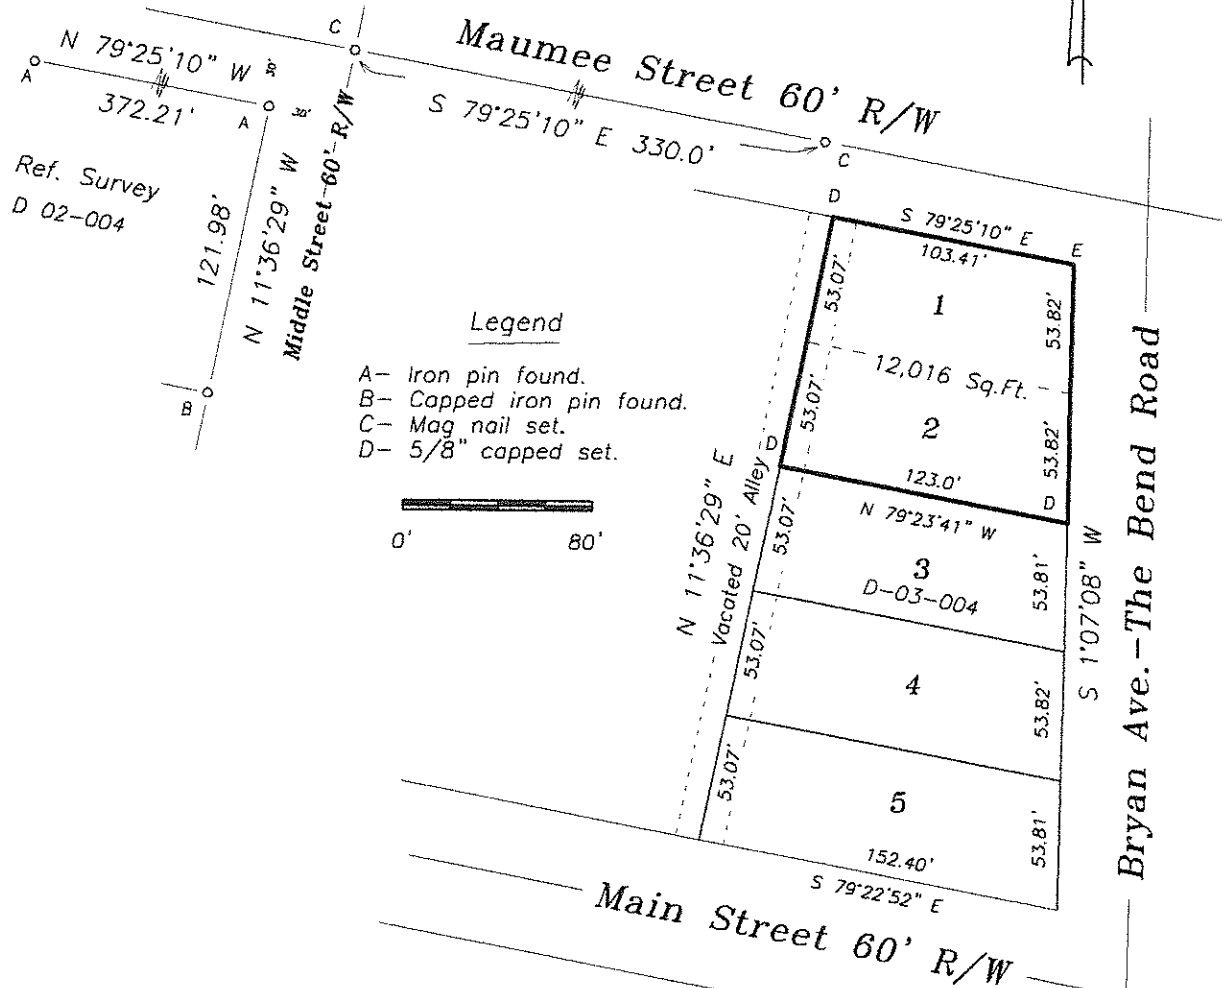 C
Maumee Street 60' R/W
N 79°25'10" W
30'
A
372.21'
A
30'
S 79°25'10" E 330.0'
C
Ref. Survey
D 02-004
121.98'
N 11°36'29" W
Middle Street-60'-R/W
B
D
S 79°25'10" E
E
103.41'
53.07'
1
53.82'
12,016 Sq.Ft.
53.07'
2
53.82'
D
123.0'
D
N 79°23'41" W
Legend
A- Iron pin found.
B- Capped iron pin found.
C- Mag nail set.
D- 5/8" capped set.
0'
80'
N 11°36'29" E
Vacated 20' Alley
53.07'
3
D-03-004
53.81'
S 1°07'08" W
Bryan Ave.-The Bend Road
53.07'
4
53.82'
53.07'
5
53.81'
152.40'
S 79°22'52" E
Main Street 60' R/W